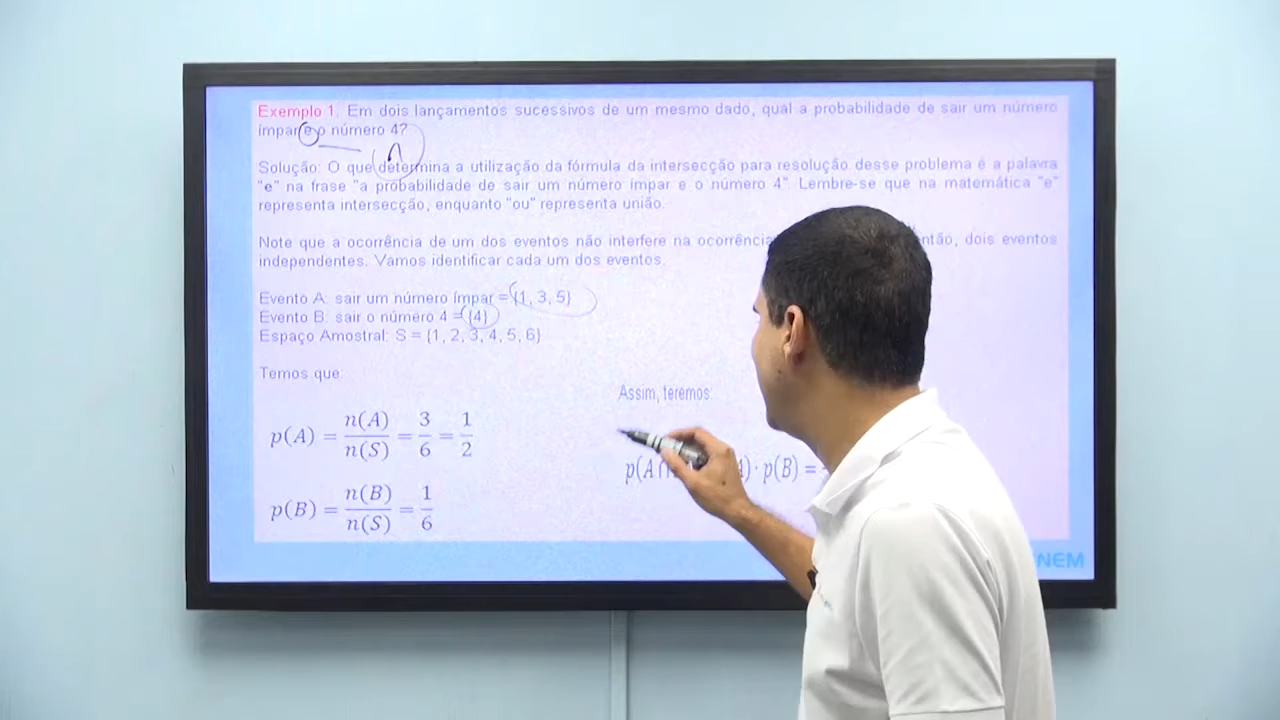 Exemplo 1. Em dois lançamentos sucessivos de um mesmo dado, qual a probabilidade de sair um número
ímpar e o número 4?
Solução: O que determina a utilização da fórmula da intersecção para resolução desse problema é a palavra
"e" na frase "a probabilidade de sair um número ímpar e o número 4". Lembre-se que na matemática "e"
representa intersecção, enquanto "ou" representa união.
Note que a ocorrência de um dos eventos não interfere na ocorrência dois eventos
independentes. Vamos identificar cada um dos eventos.
Evento A: sair um número ímpar = {1, 3, 5}
Evento B: sair o número 4 = {4}
Espaço Amostral: S = {1, 2, 3, 4, 5, 6}
Temos que:
p(A) = n(A)/n(S) = 3/6 = 1/2
p(B) = n(B)/n(S) = 1/6
Assim, teremos:
p(A ) · p(B) =
NEM